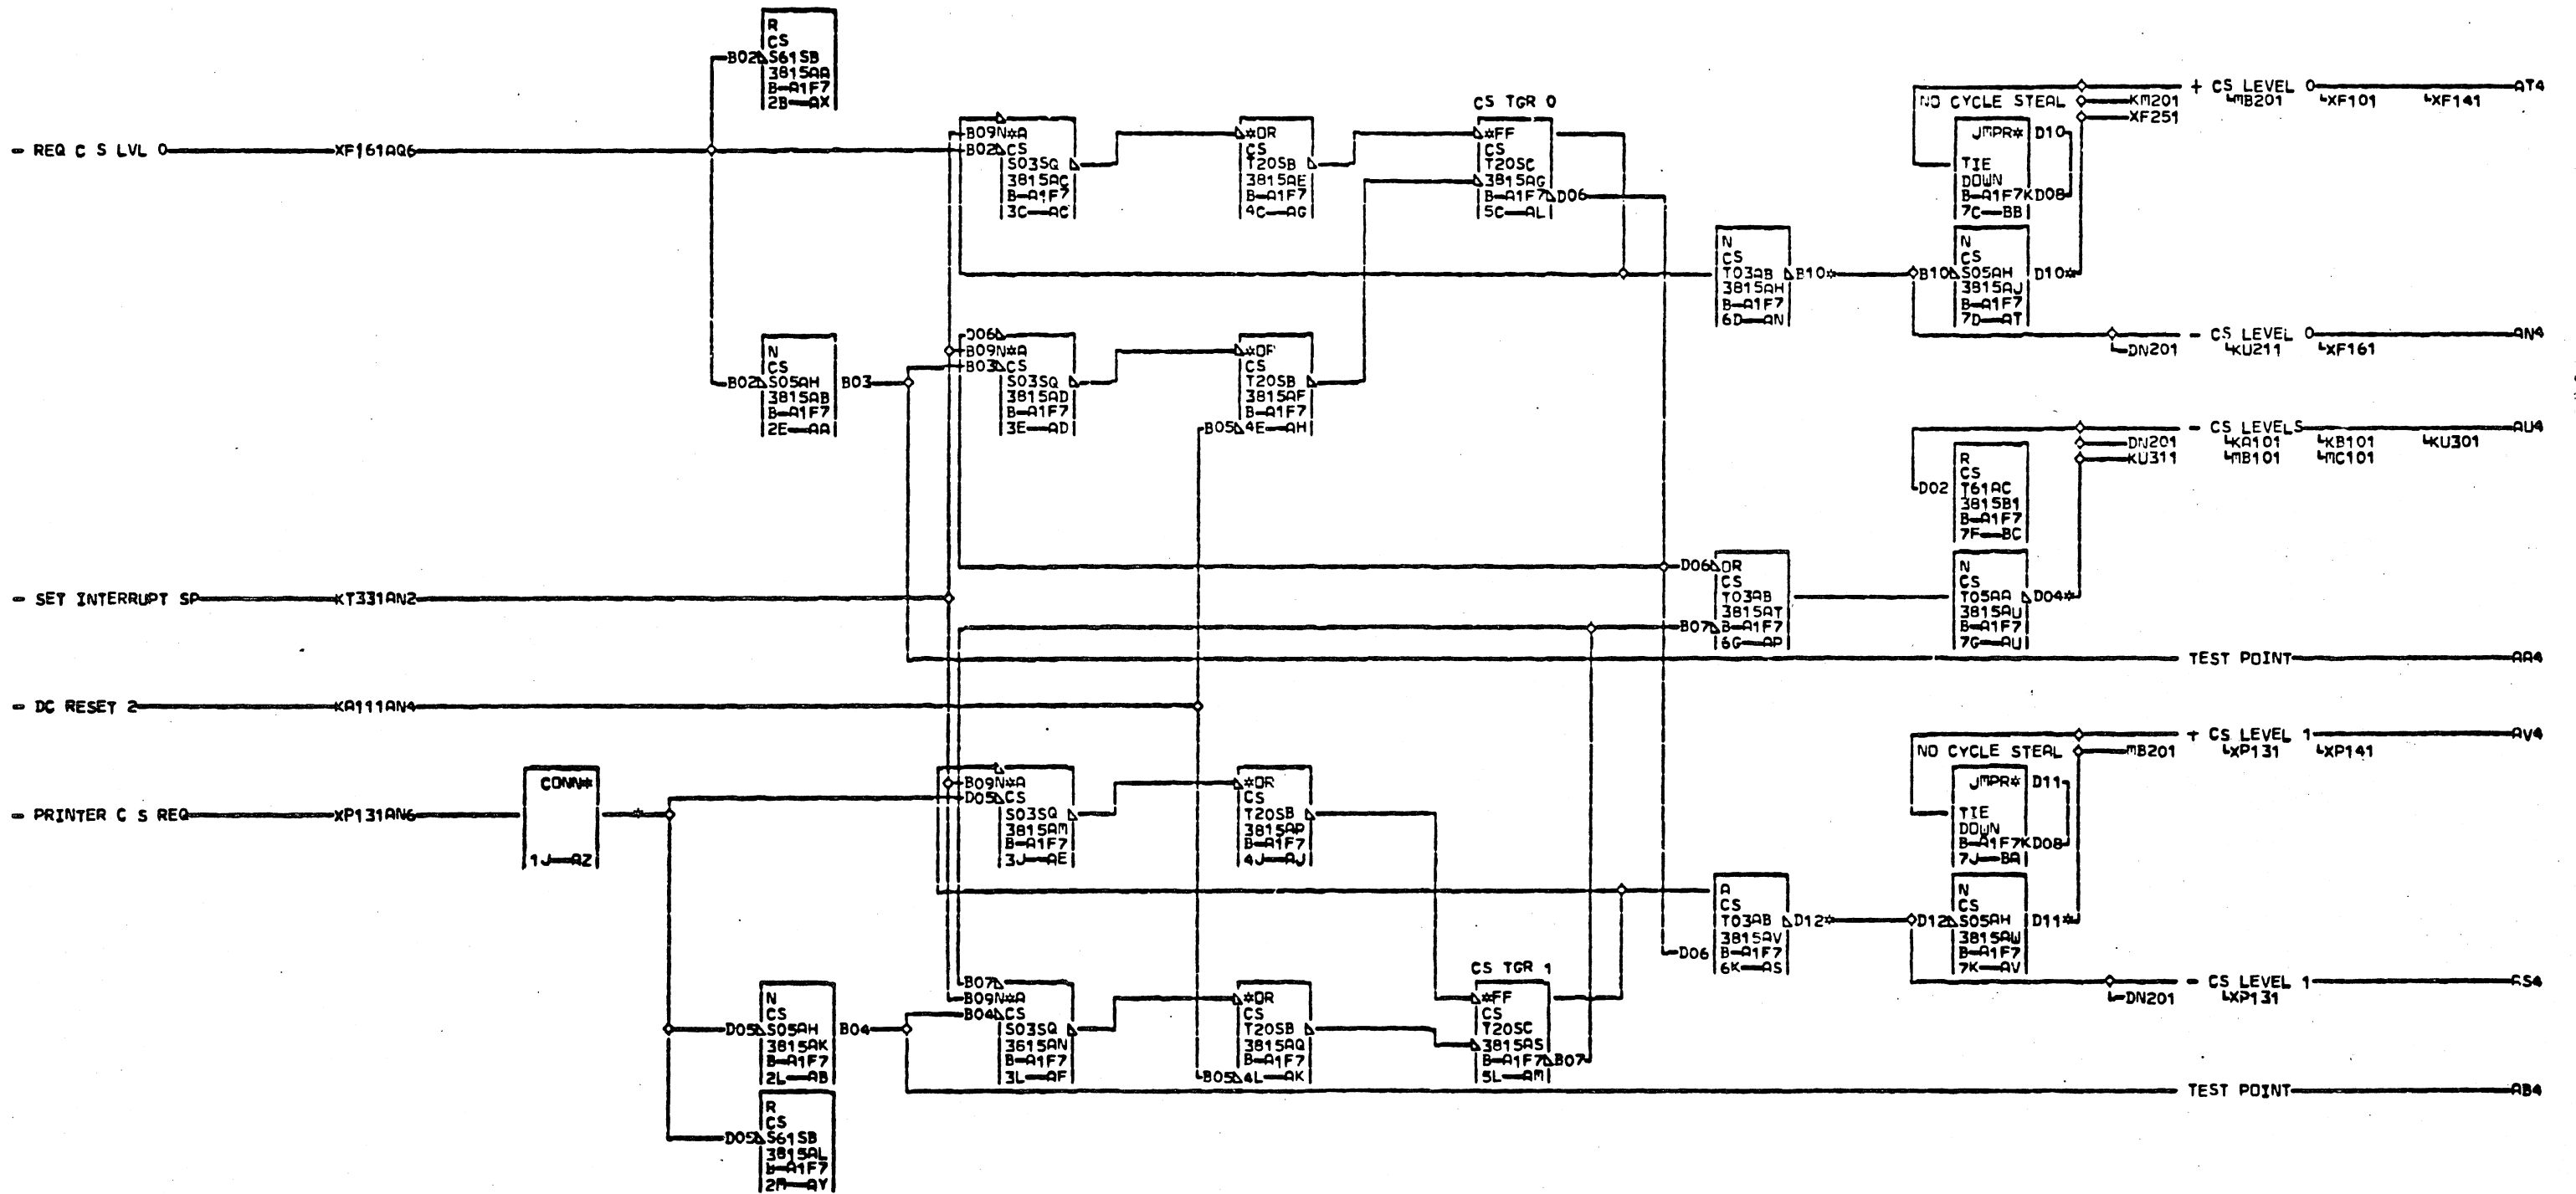 R
CS
B02 S61SB
3815AA
B-A1F7
2B-AX
- REQ C S LVL 0 XF161AQ6
B09N*A
B02 CS
S03SQ
3815AC
B-A1F7
3C-AC
*OR
CS
T20SB
3815AE
B-A1F7
4C-AG
CS TGR 0
*FF
CS
T20SC
3815AG
B-A1F7 D06
5C-AL
+ CS LEVEL 0 AT4
MB201 XF101 XF141
NO CYCLE STEAL KM201
XF251
JMPR* D10
TIE
DOWN
B-A1F7K D08
7C-BB
N
CS
T03AB B10*
3815AH
B-A1F7
6D-AN
N
CS
B10 S05AH D10*
3815AJ
B-A1F7
7D-AT
- CS LEVEL 0 AN4
DN201 KU211 XF161
N
CS
B02 S05AH B03
3815AB
B-A1F7
2E-AA
D06
B09N*A
B03 CS
S03SQ
3815AD
B-A1F7
3E-AD
*OR
CS
T20SB
3815AF
B-A1F7
B05 4E-AH
- CS LEVELS AU4
DN201 KA101 KB101 KU301
KU311 MB101 MC101
R
CS
D02 T61AC
3815B1
B-A1F7
7F-BC
- SET INTERRUPT SP KT331AN2
D06 OR
CS
T03AB
3815AT
B07 B-A1F7
6G-AP
N
CS
T05AA D04*
3815AU
B-A1F7
7G-AU
TEST POINT AA4
- DC RESET 2 KA111AN4
- PRINTER C S REQ XP131AN6
CONN*
1J-AZ
B09N*A
D05 CS
S03SQ
3815AM
B-A1F7
3J-AE
*OR
CS
T20SB
3815AP
B-A1F7
4J-AJ
+ CS LEVEL 1 AV4
NO CYCLE STEAL MB201 XP131 XP141
JMPR* D11
TIE
DOWN
B-A1F7K D08
7J-BA
A
CS
T03AB D12*
3815AV
D06 B-A1F7
6K-AS
N
CS
D12 S05AH D11*
3815AW
B-A1F7
7K-AV
- CS LEVEL 1 AS4
DN201 XP131
N
CS
D05 S05AH B04
3815AK
B-A1F7
2L-AB
B07
B09N*A
B04 CS
S03SQ
3615AN
B-A1F7
3L-AF
*OR
CS
T20SB
3815AQ
B-A1F7
B05 4L-AK
CS TGR 1
*FF
CS
T20SC
3815AS
B-A1F7 B07
5L-AM
TEST POINT AB4
R
CS
D05 S61SB
3815AL
B-A1F7
2M-AY